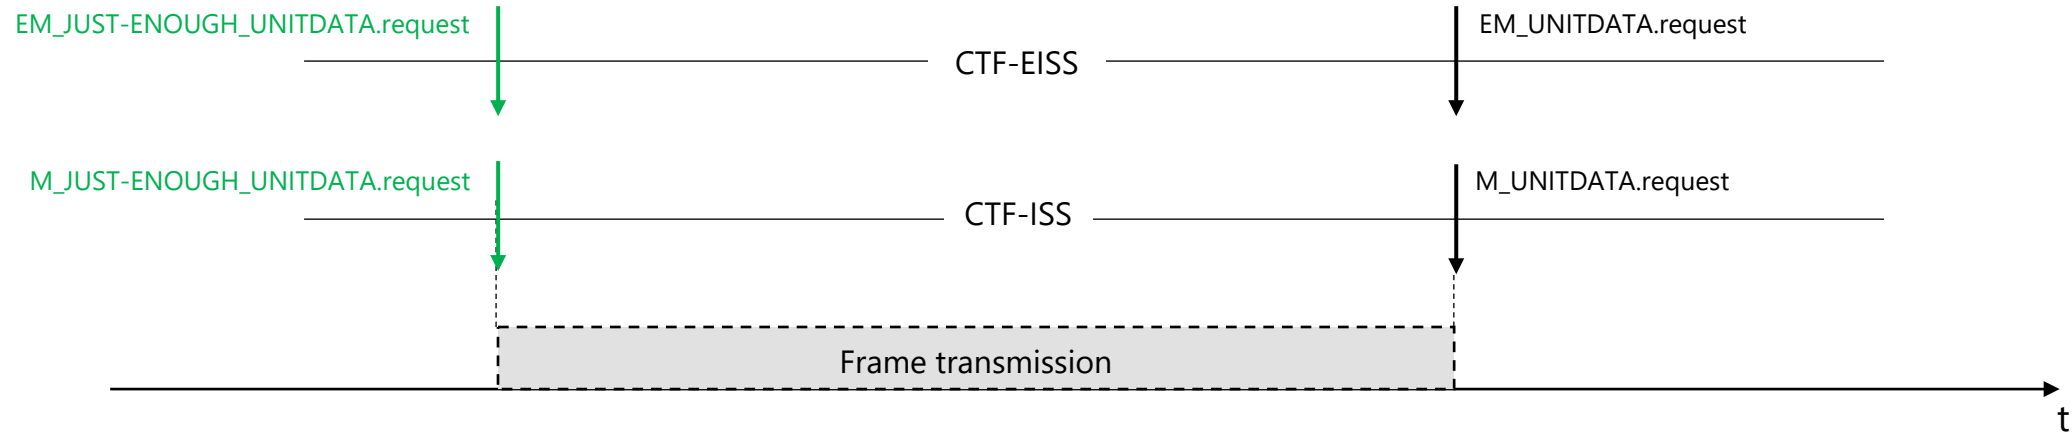 EM_JUST-ENOUGH_UNITDATA.request
EM_UNITDATA.request
CTF-EISS
M_JUST-ENOUGH_UNITDATA.request
M_UNITDATA.request
CTF-ISS
Frame transmission
t